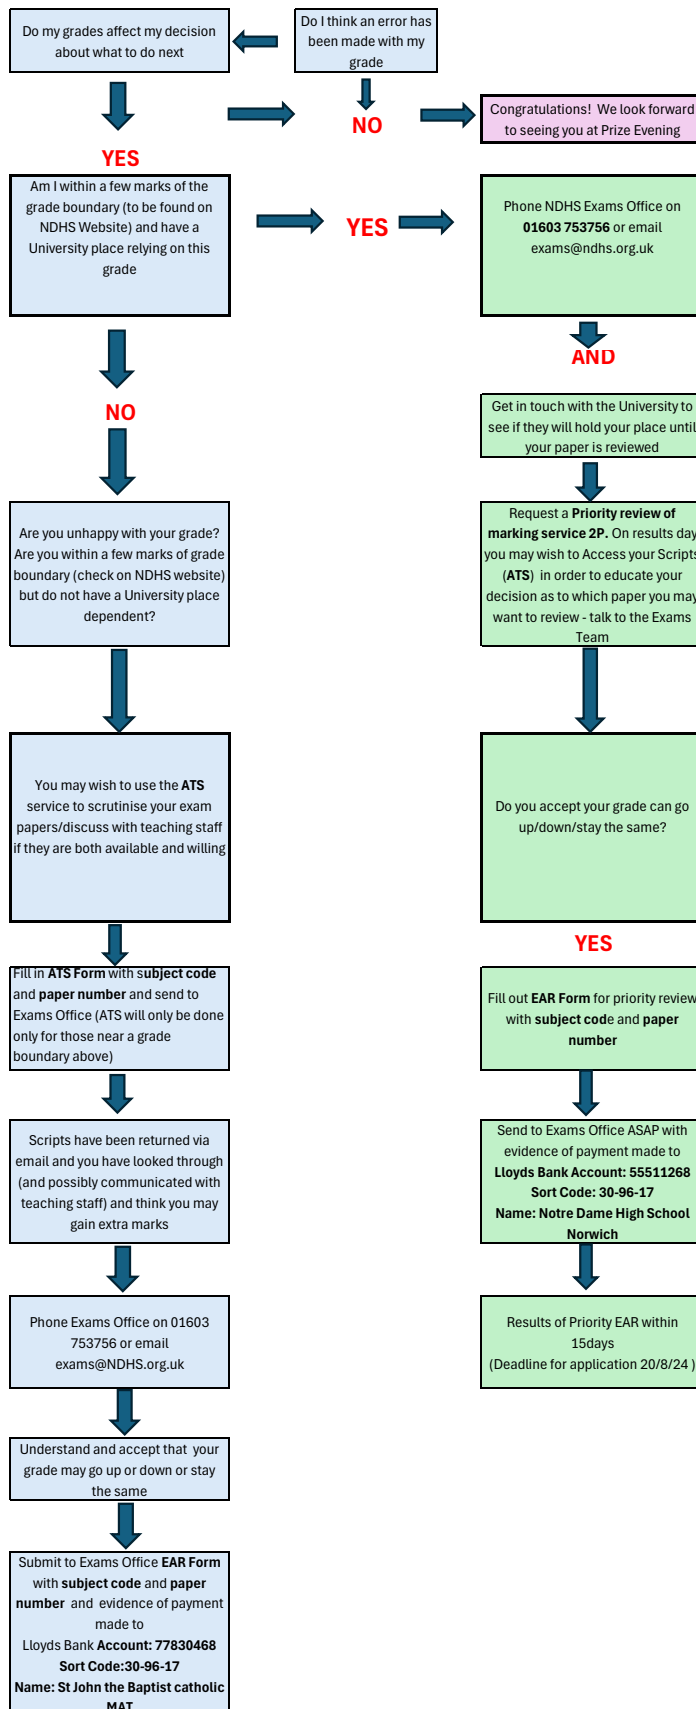 Do my grades affect my decision
about what to do next
Do I think an error has
been made with my
grade
NO
Congratulations!  We look forward
to seeing you at Prize Evening
YES
Am I within a few marks of the
grade boundary (to be found on
NDHS Website) and have a
University place relying on this
grade
YES
Phone NDHS Exams Office on
01603 753756 or email
exams@ndhs.org.uk
AND
NO
Get in touch with the University to
see if they will hold your place until
your paper is reviewed
Are you unhappy with your grade?
Are you within a few marks of grade
boundary (check on NDHS website)
but do not have a University place
dependent?
Request a Priority review of
marking service 2P. On results day
you may wish to Access your Scripts
(ATS)  in order to educate your
decision as to which paper you may
want to review - talk to the Exams
Team
You may wish to use the ATS
service to scrutinise your exam
papers/discuss with teaching staff
if they are both available and willing
Do you accept your grade can go
up/down/stay the same?
YES
Fill in ATS Form with subject code
and paper number and send to
Exams Office (ATS will only be done
only for those near a grade
boundary above)
Fill out EAR Form for priority review
with subject code and paper
number
Scripts have been returned via
email and you have looked through
(and possibly communicated with
teaching staff) and think you may
gain extra marks
Send to Exams Office ASAP with
evidence of payment made to
Lloyds Bank Account: 55511268
Sort Code: 30-96-17
Name: Notre Dame High School
Norwich
Phone Exams Office on 01603
753756 or email
exams@NDHS.org.uk
Results of Priority EAR within
15days
(Deadline for application 20/8/24 )
Understand and accept that  your
grade may go up or down or stay
the same
Submit to Exams Office EAR Form
with subject code and paper
number  and  evidence of payment
made to
Lloyds Bank Account: 77830468
Sort Code:30-96-17
Name: St John the Baptist catholic
MAT